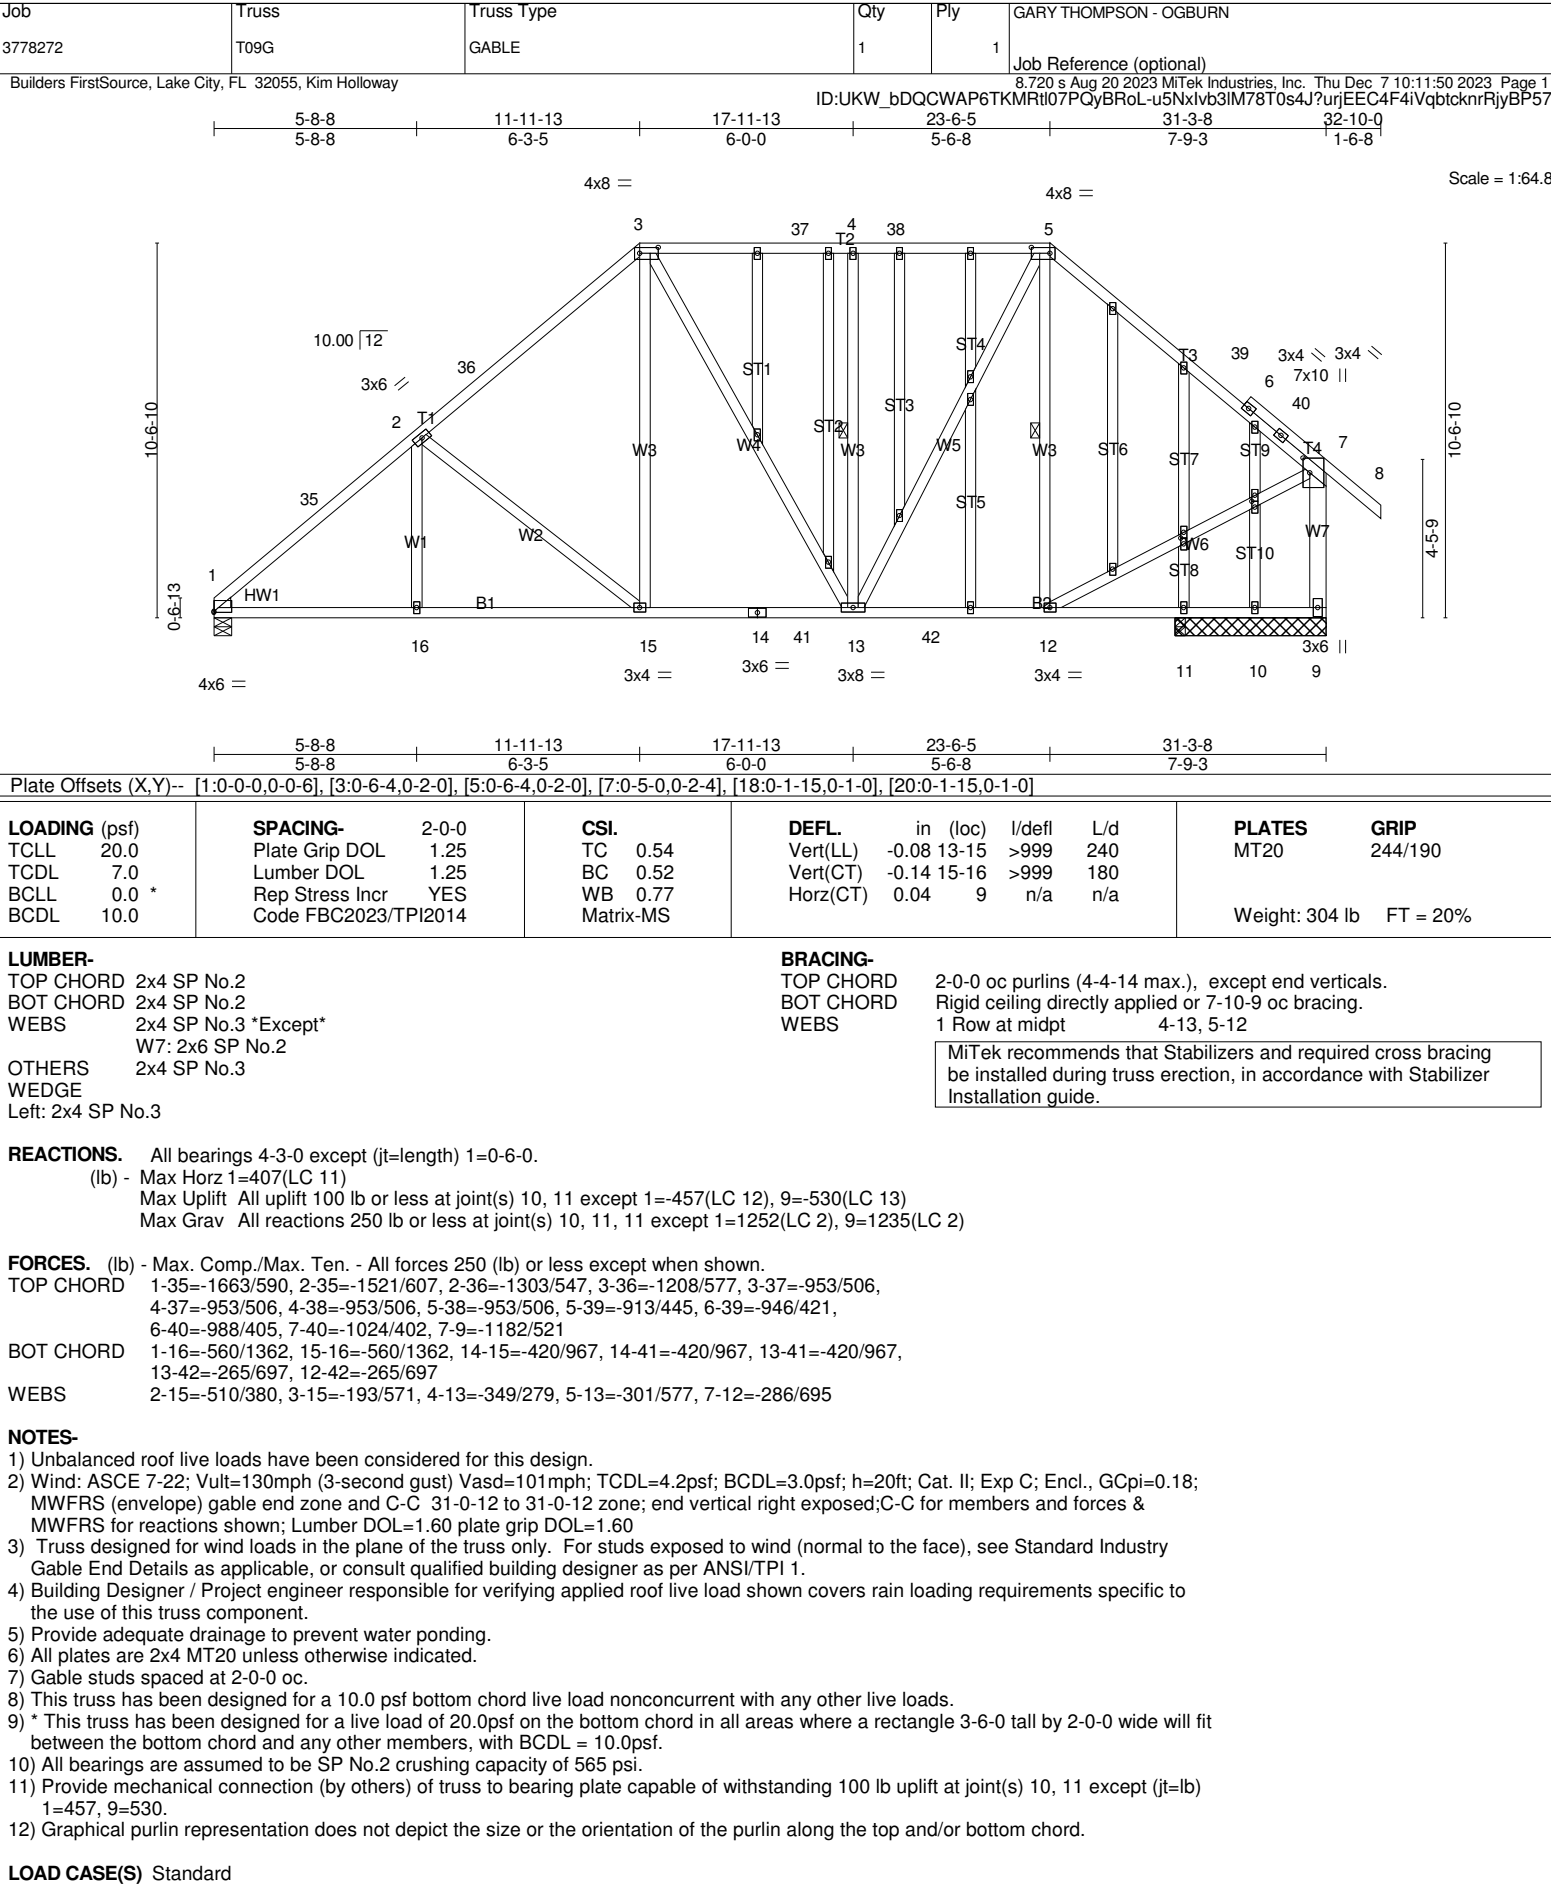 Job Truss Truss Type Qty Ply GARY THOMPSON - OGBURN
3778272 T09G GABLE 1 1
Job Reference (optional)
Builders FirstSource, Lake City, FL 32055, Kim Holloway 8.720 s Aug 20 2023 MiTek Industries, Inc. Thu Dec 7 10:11:50 2023 Page 1
5-8-8 11-11-13 17-11-13 23-6-5 31-3-8 32-10-0
5-8-8 6-3-5 6-0-0 5-6-8 7-9-3 1-6-8
Scale = 1:64.8
4x8 =
4x8 =
3 37 4 38 5
T2
10.00 12
36
3x6
2 T1
ST1
ST4
T3 39 3x4 3x4
6 7x10 ||
40
10-6-10
10-6-10
ST3
ST2
W3 W4 W3 W5 W3 ST6 ST7 ST9 T4 7
8
35
ST5
W1 W2
W6 W7
ST10
ST8
4-5-9
1
HW1
0-6-13
B1 B2
16 15 14 41 13 42 12
3x4 = 3x6 = 3x8 = 3x4 = 3x6 ||
11 10 9
4x6 =
5-8-8 11-11-13 17-11-13 23-6-5 31-3-8
5-8-8 6-3-5 6-0-0 5-6-8 7-9-3
Plate Offsets (X,Y)-- [1:0-0-0,0-0-6], [3:0-6-4,0-2-0], [5:0-6-4,0-2-0], [7:0-5-0,0-2-4], [18:0-1-15,0-1-0], [20:0-1-15,0-1-0]
LOADING (psf)
TCLL 20.0
TCDL 7.0
BCLL 0.0 *
BCDL 10.0
SPACING- 2-0-0
Plate Grip DOL 1.25
Lumber DOL 1.25
Rep Stress Incr YES
Code FBC2023/TPI2014
CSI.
TC 0.54
BC 0.52
WB 0.77
Matrix-MS
DEFL. in (loc) l/defl L/d
Vert(LL) -0.08 13-15 >999 240
Vert(CT) -0.14 15-16 >999 180
Horz(CT) 0.04 9 n/a n/a
PLATES GRIP
MT20 244/190
Weight: 304 lb FT = 20%
LUMBER-
TOP CHORD 2x4 SP No.2
BOT CHORD 2x4 SP No.2
WEBS 2x4 SP No.3 *Except*
W7: 2x6 SP No.2
OTHERS 2x4 SP No.3
WEDGE
Left: 2x4 SP No.3
BRACING-
TOP CHORD 2-0-0 oc purlins (4-4-14 max.), except end verticals.
BOT CHORD Rigid ceiling directly applied or 7-10-9 oc bracing.
WEBS 1 Row at midpt 4-13, 5-12
MiTek recommends that Stabilizers and required cross bracing
be installed during truss erection, in accordance with Stabilizer
Installation guide.
REACTIONS. All bearings 4-3-0 except (jt=length) 1=0-6-0.
(lb) - Max Horz 1=407(LC 11)
Max Uplift All uplift 100 lb or less at joint(s) 10, 11 except 1=-457(LC 12), 9=-530(LC 13)
Max Grav All reactions 250 lb or less at joint(s) 10, 11, 11 except 1=1252(LC 2), 9=1235(LC 2)
FORCES. (lb) - Max. Comp./Max. Ten. - All forces 250 (lb) or less except when shown.
TOP CHORD 1-35=-1663/590, 2-35=-1521/607, 2-36=-1303/547, 3-36=-1208/577, 3-37=-953/506,
4-37=-953/506, 4-38=-953/506, 5-38=-953/506, 5-39=-913/445, 6-39=-946/421,
6-40=-988/405, 7-40=-1024/402, 7-9=-1182/521
BOT CHORD 1-16=-560/1362, 15-16=-560/1362, 14-15=-420/967, 14-41=-420/967, 13-41=-420/967,
13-42=-265/697, 12-42=-265/697
WEBS 2-15=-510/380, 3-15=-193/571, 4-13=-349/279, 5-13=-301/577, 7-12=-286/695
NOTES-
1) Unbalanced roof live loads have been considered for this design.
2) Wind: ASCE 7-22; Vult=130mph (3-second gust) Vasd=101mph; TCDL=4.2psf; BCDL=3.0psf; h=20ft; Cat. II; Exp C; Encl., GCpi=0.18;
MWFRS (envelope) gable end zone and C-C 31-0-12 to 31-0-12 zone; end vertical right exposed;C-C for members and forces &
MWFRS for reactions shown; Lumber DOL=1.60 plate grip DOL=1.60
3) Truss designed for wind loads in the plane of the truss only. For studs exposed to wind (normal to the face), see Standard Industry
Gable End Details as applicable, or consult qualified building designer as per ANSI/TPI 1.
4) Building Designer / Project engineer responsible for verifying applied roof live load shown covers rain loading requirements specific to
the use of this truss component.
5) Provide adequate drainage to prevent water ponding.
6) All plates are 2x4 MT20 unless otherwise indicated.
7) Gable studs spaced at 2-0-0 oc.
8) This truss has been designed for a 10.0 psf bottom chord live load nonconcurrent with any other live loads.
9) * This truss has been designed for a live load of 20.0psf on the bottom chord in all areas where a rectangle 3-6-0 tall by 2-0-0 wide will fit
between the bottom chord and any other members, with BCDL = 10.0psf.
10) All bearings are assumed to be SP No.2 crushing capacity of 565 psi.
11) Provide mechanical connection (by others) of truss to bearing plate capable of withstanding 100 lb uplift at joint(s) 10, 11 except (jt=lb)
1=457, 9=530.
12) Graphical purlin representation does not depict the size or the orientation of the purlin along the top and/or bottom chord.
LOAD CASE(S) Standard